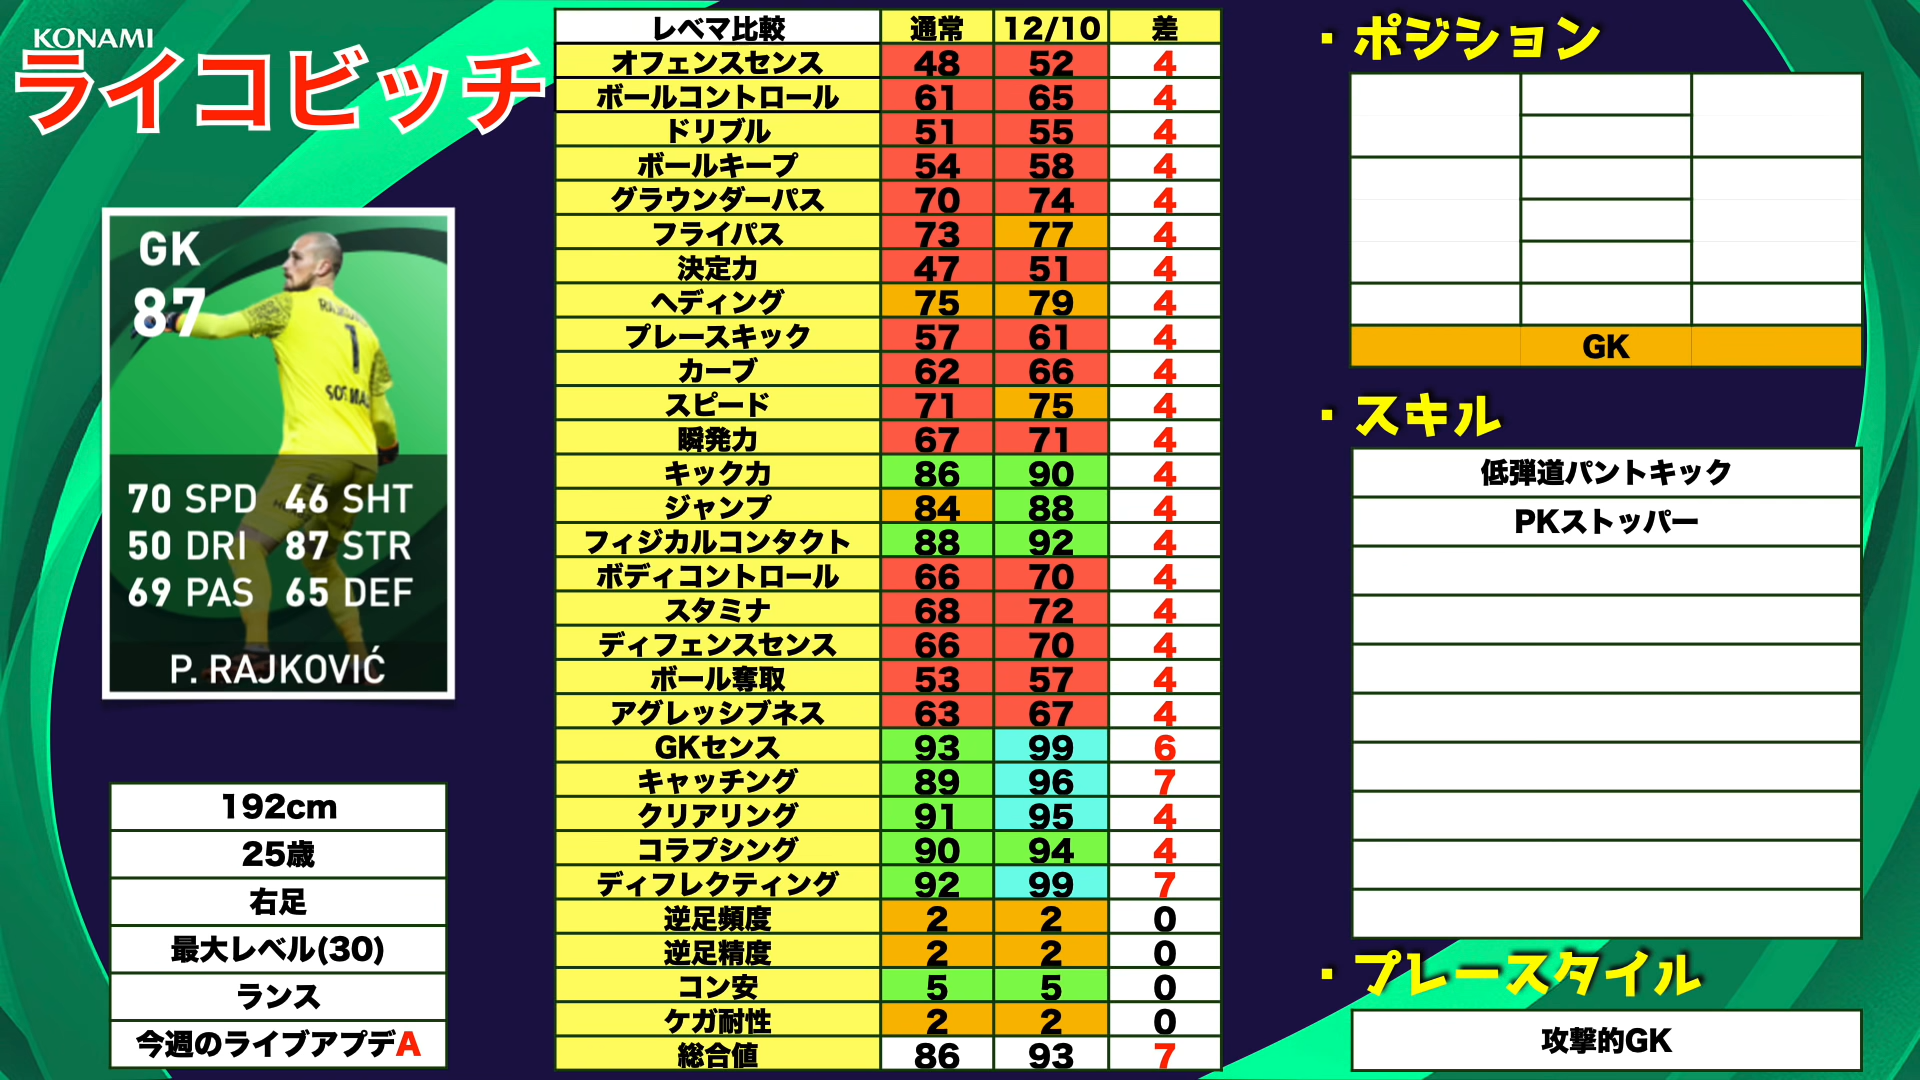 KONAMI
ライコビッチ
GK
87
RAJKOVIC
1
70 SPD 46 SHT
50 DRI 87 STR
69 PAS 65 DEF
P. RAJKOVIĆ
192cm
25歳
右足
最大レベル(30)
ランス
今週のライブアプデA
レベマ比較 通常 12/10 差
オフェンスセンス 48 52 4
ボールコントロール 61 65 4
ドリブル 51 55 4
ボールキープ 54 58 4
グラウンダーパス 70 74 4
フライパス 73 77 4
決定力 47 51 4
ヘディング 75 79 4
プレースキック 57 61 4
カーブ 62 66 4
スピード 71 75 4
瞬発力 67 71 4
キック力 86 90 4
ジャンプ 84 88 4
フィジカルコンタクト 88 92 4
ボディコントロール 66 70 4
スタミナ 68 72 4
ディフェンスセンス 66 70 4
ボール奪取 53 57 4
アグレッシブネス 63 67 4
GKセンス 93 99 6
キャッチング 89 96 7
クリアリング 91 95 4
コラプシング 90 94 4
ディフレクティング 92 99 7
逆足頻度 2 2 0
逆足精度 2 2 0
コン安 5 5 0
ケガ耐性 2 2 0
総合値 86 93 7
・ポジション
GK
・スキル
低弾道パントキック
PKストッパー
・プレースタイル
攻撃的GK